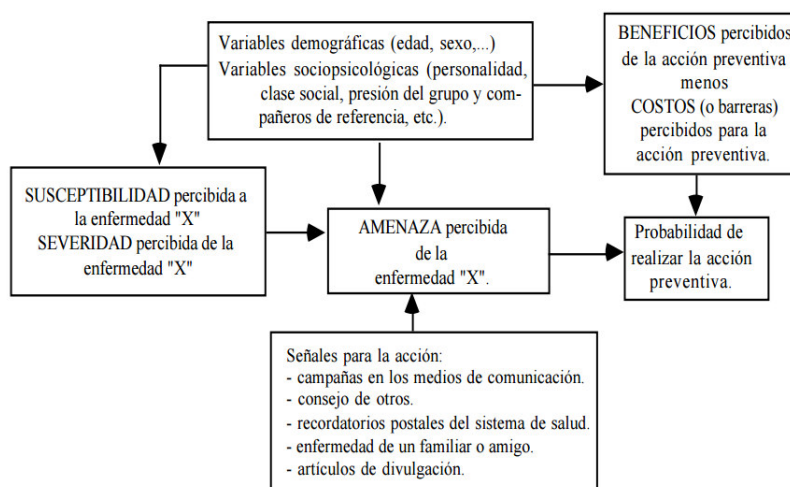 Variables demográficas (edad, sexo,...)
Variables sociopsicológicas (personalidad,
clase social, presión del grupo y com-
pañeros de referencia, etc.).
BENEFICIOS percibidos
de la acción preventiva
menos
COSTOS (o barreras)
percibidos para la
acción preventiva.
SUSCEPTIBILIDAD percibida a
la enfermedad "X"
SEVERIDAD percibida de la
enfermedad "X"
AMENAZA percibida
de la
enfermedad "X".
Probabilidad de
realizar la acción
preventiva.
Señales para la acción:
- campañas en los medios de comunicación.
- consejo de otros.
- recordatorios postales del sistema de salud.
- enfermedad de un familiar o amigo.
- artículos de divulgación.